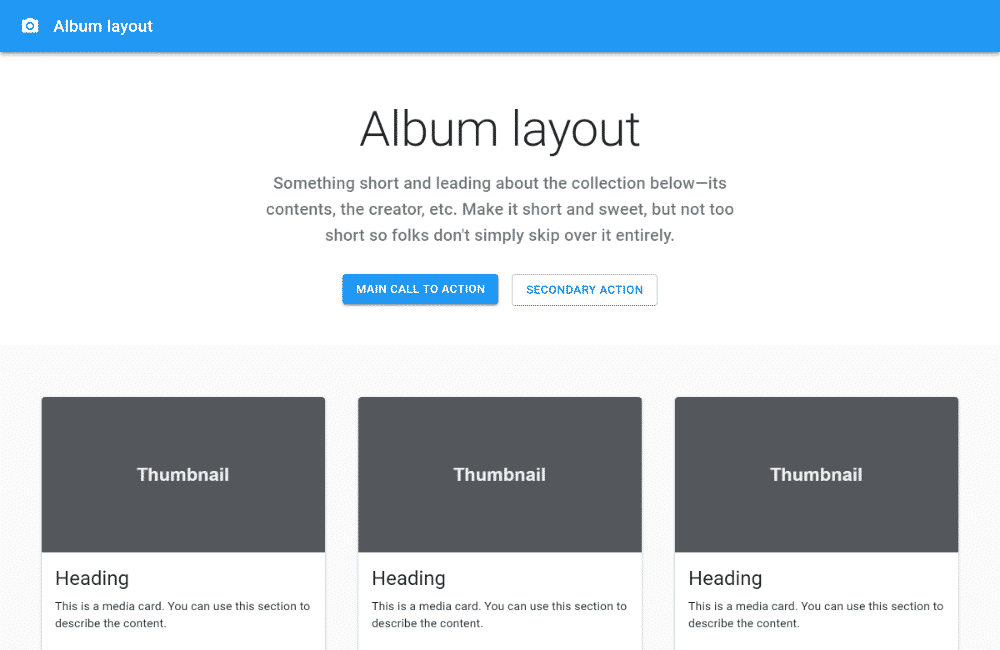 Album layout
Album layout
Something short and leading about the collection below—its
contents, the creator, etc. Make it short and sweet, but not too
short so folks don't simply skip over it entirely.
MAIN CALL TO ACTION
SECONDARY ACTION
Thumbnail
Thumbnail
Thumbnail
Heading
This is a media card. You can use this section to
describe the content.
Heading
This is a media card. You can use this section to
describe the content.
Heading
This is a media card. You can use this section to
describe the content.